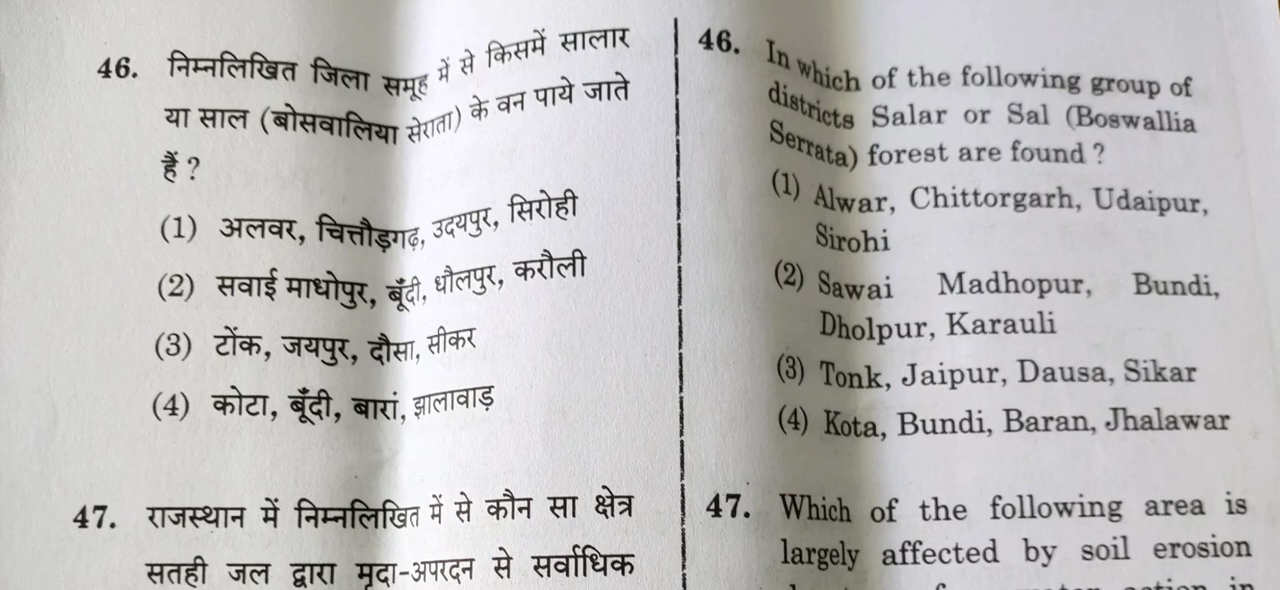 46. निम्नलिखित जिला समूह में से किसमें सालार
या साल (बोसवालिया सेराता) के वन पाये जाते
हैं ?
(1) अलवर, चित्तौड़गढ़, उदयपुर, सिरोही
(2) सवाई माधोपुर, बूँदी, धौलपुर, करौली
(3) टोंक, जयपुर, दौसा, सीकर
(4) कोटा, बूँदी, बारां, झालावाड़
47. राजस्थान में निम्नलिखित में से कौन सा क्षेत्र
सतही जल द्वारा मृदा-अपरदन से सर्वाधिक
46. In which of the following group of
districts Salar or Sal (Boswallia
Serrata) forest are found ?
(1) Alwar, Chittorgarh, Udaipur,
Sirohi
(2) Sawai Madhopur, Bundi,
Dholpur, Karauli
(3) Tonk, Jaipur, Dausa, Sikar
(4) Kota, Bundi, Baran, Jhalawar
47. Which of the following area is
largely affected by soil erosion
action in